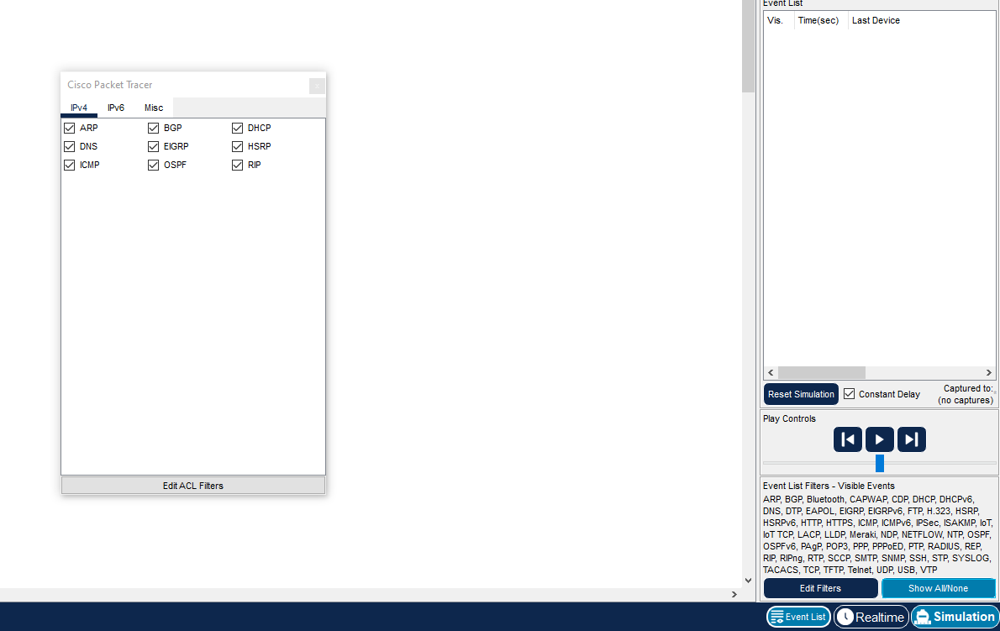 Event List
Vis. Time(sec) Last Device
Cisco Packet Tracer
IPv4 IPv6 Misc
ARP BGP DHCP
DNS EIGRP HSRP
ICMP OSPF RIP
Edit ACL Filters
Reset Simulation Constant Delay Captured to:
(no captures)
Play Controls
Event List Filters - Visible Events
ARP, BGP, Bluetooth, CAPWAP, CDP, DHCP, DHCPv6,
DNS, DTP, EAPOL, EIGRP, EIGRPv6, FTP, H.323, HSRP,
HSRPv6, HTTP, HTTPS, ICMP, ICMPv6, IPSec, ISAKMP, IoT,
IoT TCP, LACP, LLDP, Meraki, NDP, NETFLOW, NTP, OSPF,
OSPFv6, PAgP, POP3, PPP, PPPoED, PTP, RADIUS, REP,
RIP, RIPng, RTP, SCCP, SMTP, SNMP, SSH, STP, SYSLOG,
TACACS, TCP, TFTP, Telnet, UDP, USB, VTP
Edit Filters Show All/None
Event List Realtime Simulation